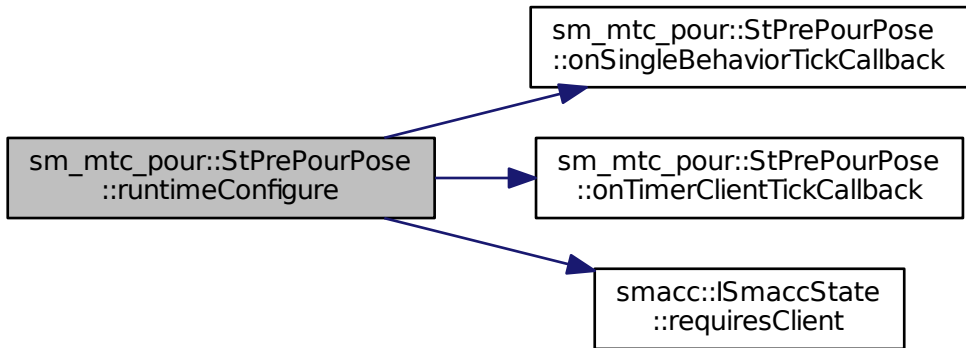 sm_mtc_pour::StPrePourPose
::onSingleBehaviorTickCallback
sm_mtc_pour::StPrePourPose
::runtimeConfigure
sm_mtc_pour::StPrePourPose
::onTimerClientTickCallback
smacc::ISmaccState
::requiresClient